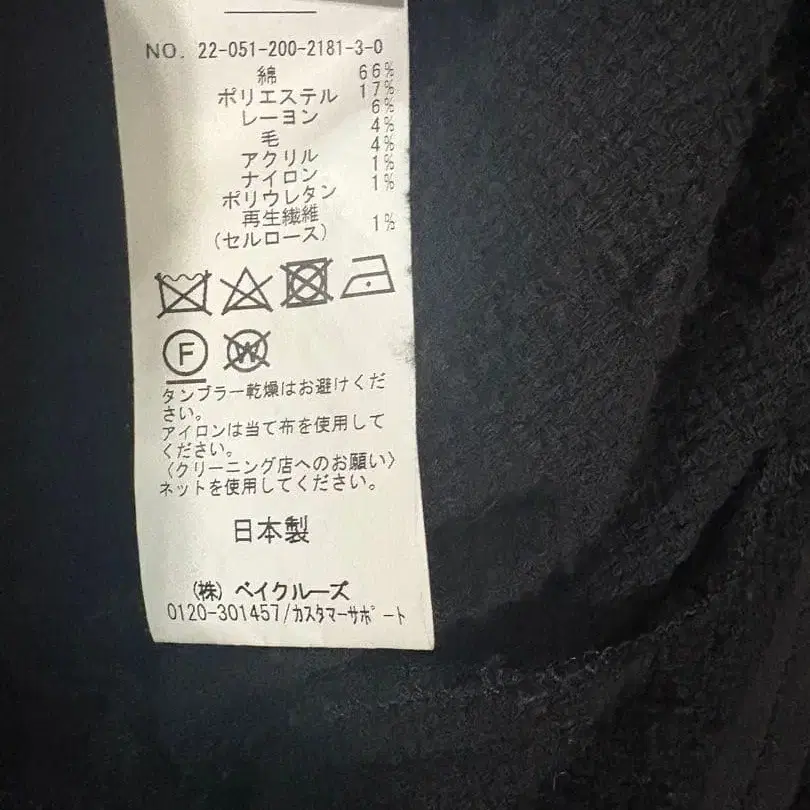 NO. 22-051-200-2181-3-0
綿 66%
ポリエステル 17%
レーヨン 6%
毛 4%
アクリル 4%
ナイロン 1%
ポリウレタン 1%
再生繊維
(セルロース) 1%
F W
タンブラー乾燥はお避けくだ
さい。
アイロンは当て布を使用して
ください。
〈クリーニング店へのお願い〉
ネットを使用してください。
日本製
(株) ベイクルーズ
0120-301457/カスタマーサポート